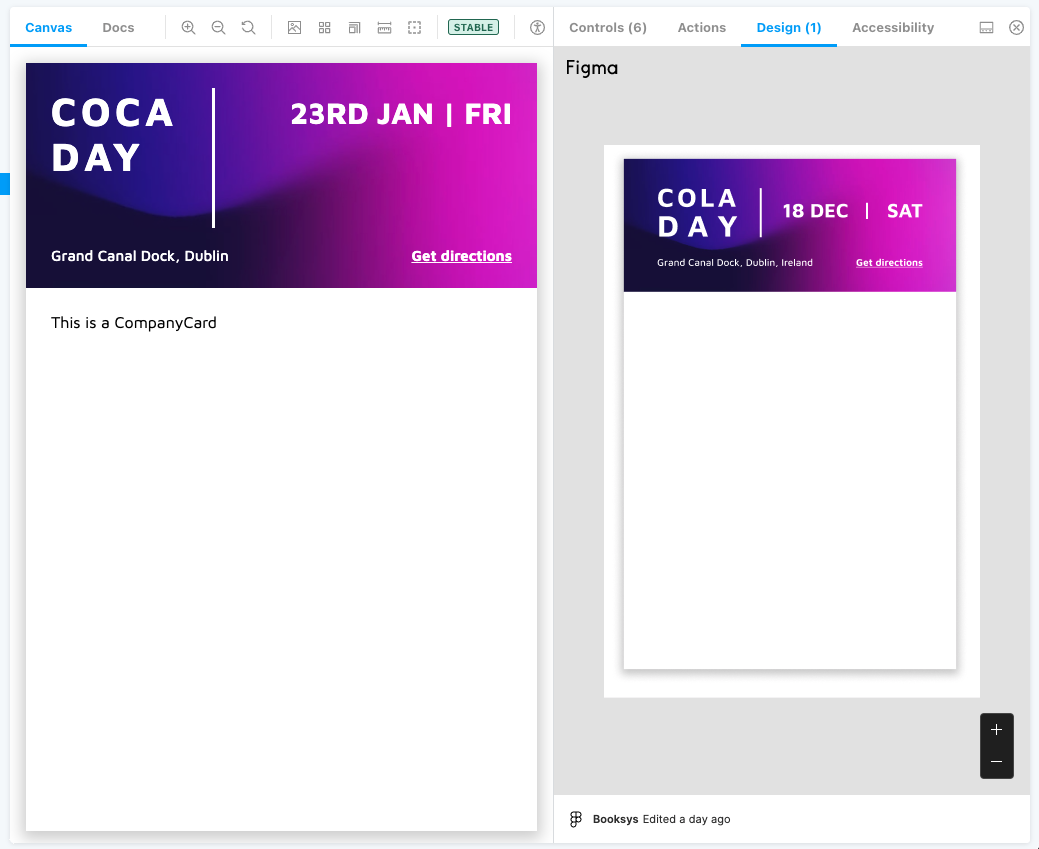 Canvas Docs STABLE
COCA
DAY
23RD JAN | FRI
Grand Canal Dock, Dublin Get directions
This is a CompanyCard
Controls (6) Actions Design (1) Accessibility
Figma
COLA
DAY
18 DEC | SAT
Grand Canal Dock, Dublin, Ireland Get directions
Booksys Edited a day ago